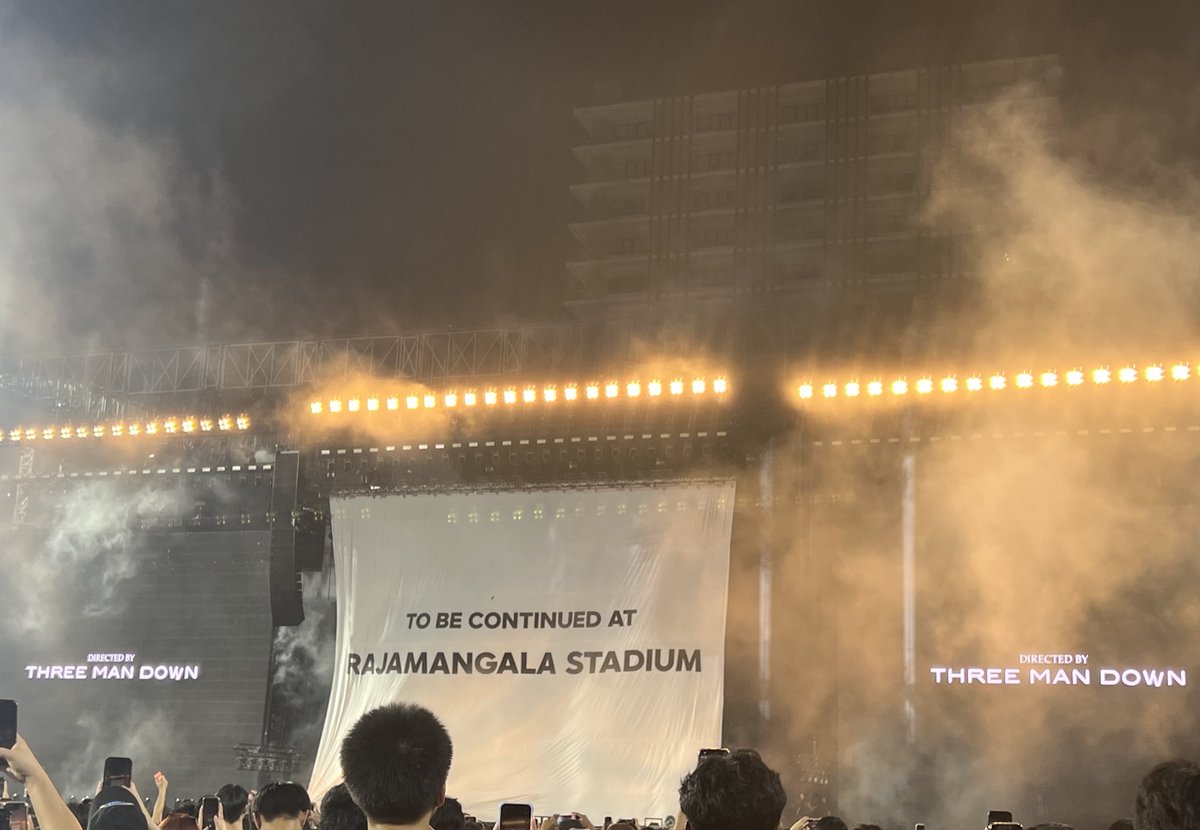 TO BE CONTINUED AT
RAJAMANGALA STADIUM
DIRECTED BY
THREE MAN DOWN
DIRECTED BY
THREE MAN DOWN